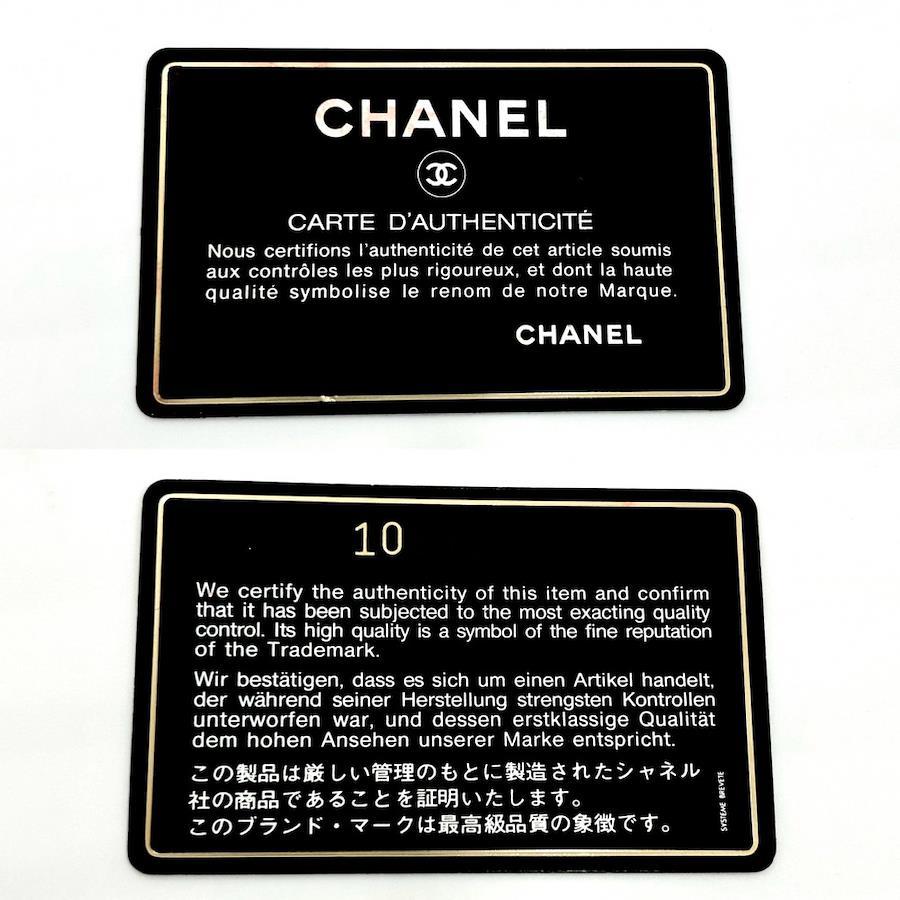 CHANEL
CARTE D'AUTHENTICITÉ
Nous certifions l'authenticité de cet article soumis
aux contrôles les plus rigoureux, et dont la haute
qualité symbolise le renom de notre Marque.
CHANEL
10
We certify the authenticity of this item and confirm
that it has been subjected to the most exacting quality
control. Its high quality is a symbol of the fine reputation
of the Trademark.
Wir bestätigen, dass es sich um einen Artikel handelt,
der während seiner Herstellung strengsten Kontrollen
unterworfen war, und dessen erstklassige Qualität
dem hohen Ansehen unserer Marke entspricht.
この製品は厳しい管理のもとに製造されたシャネル
社の商品であることを証明いたします。
このブランド・マークは最高級品質の象徴です。
SYSTEME BREVETE